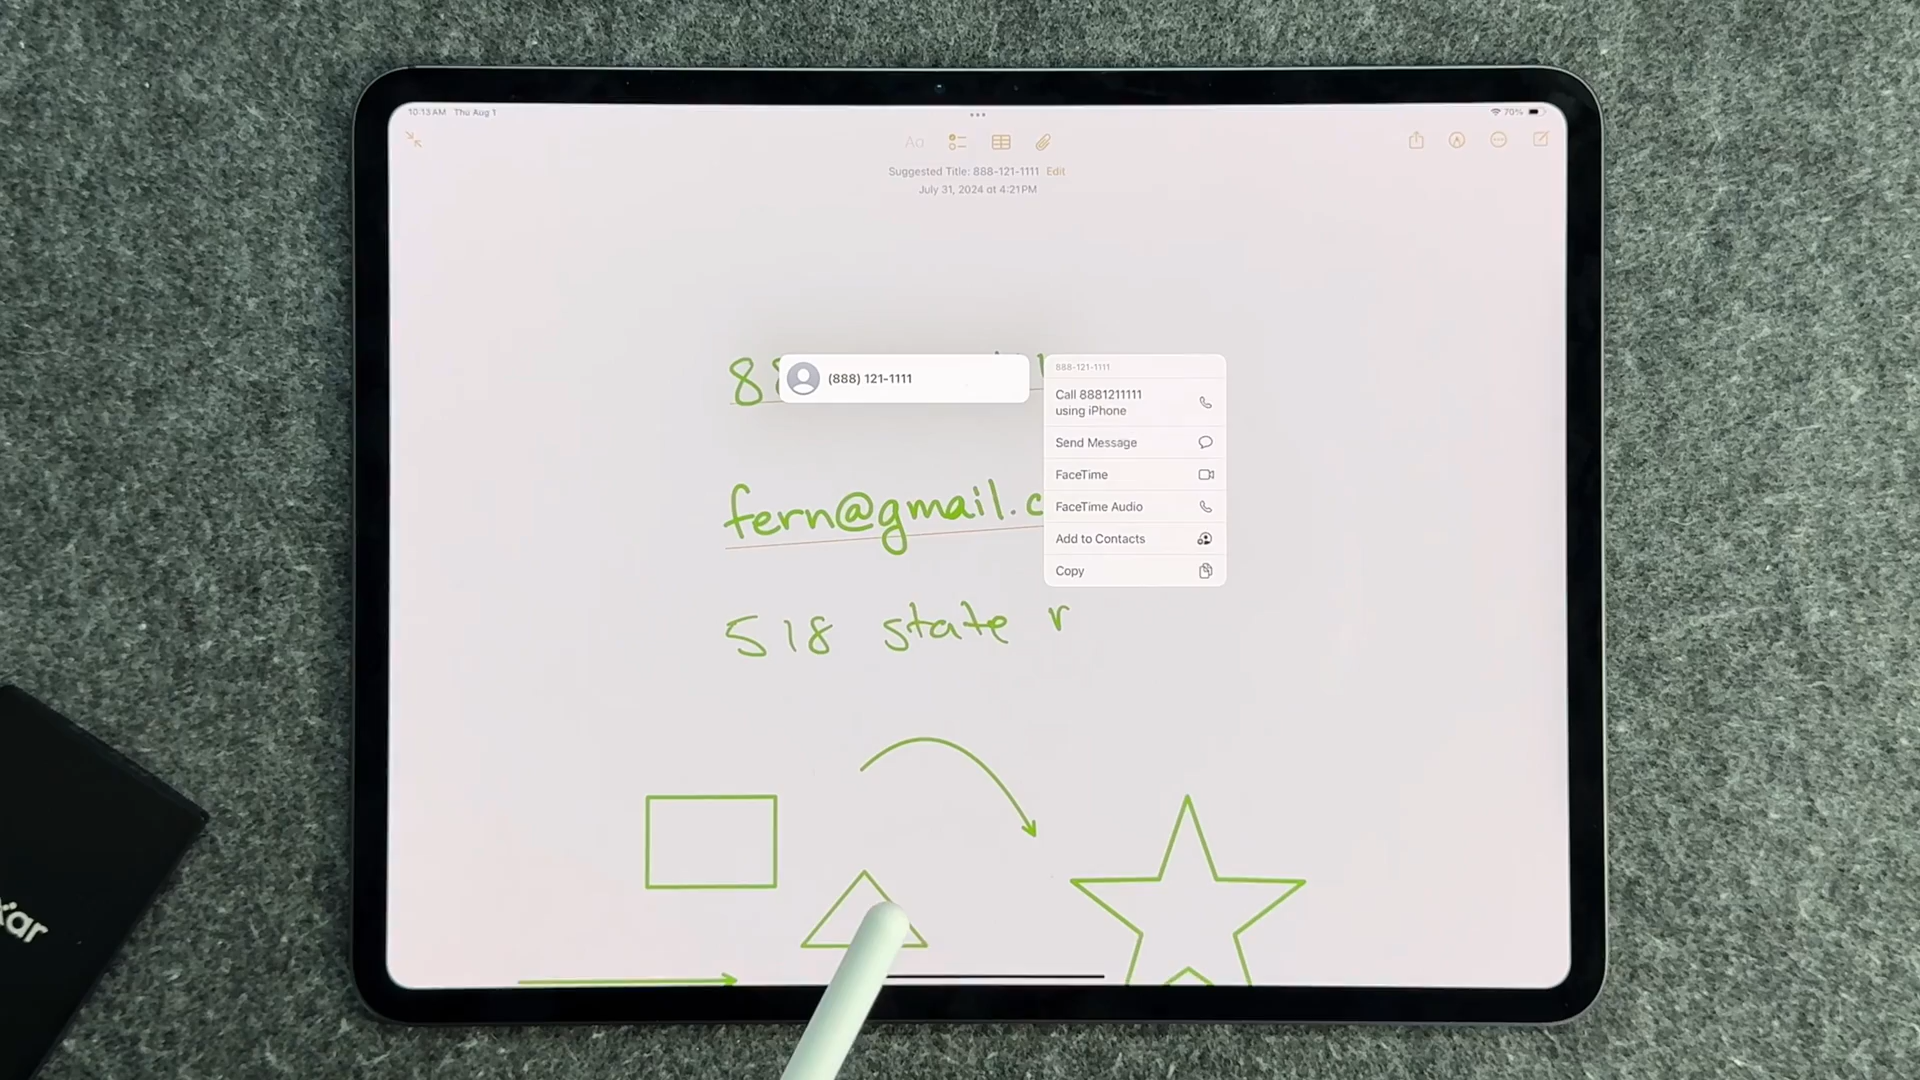 10:13 AM Thu Aug 1
70%
Aa
Suggested Title: 888-121-1111 Edit
July 31, 2024 at 4:21 PM
(888) 121-1111
888-121-1111
Call 8881211111
using iPhone
Send Message
FaceTime
FaceTime Audio
Add to Contacts
Copy
88
fern@gmail.c
518 state r